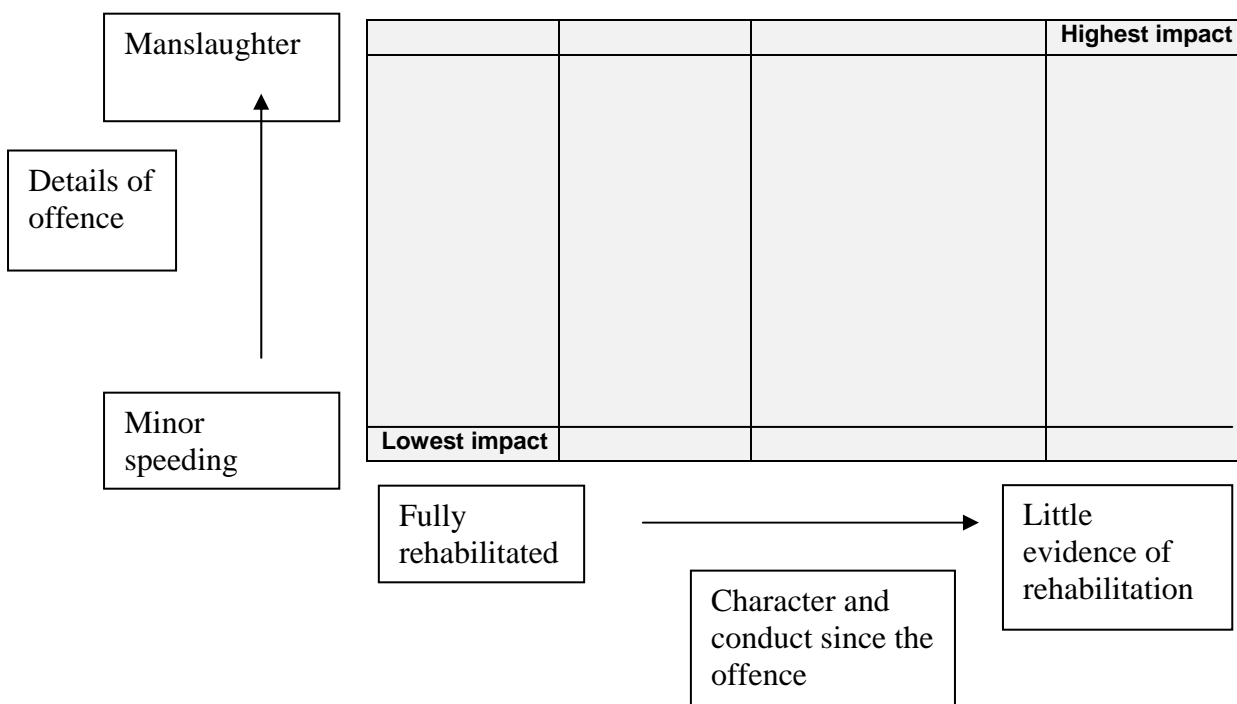 Manslaughter
Highest impact
Details of
offence
Minor
speeding
Lowest impact
Fully
rehabilitated
Little
evidence of
rehabilitation
Character and
conduct since the
offence